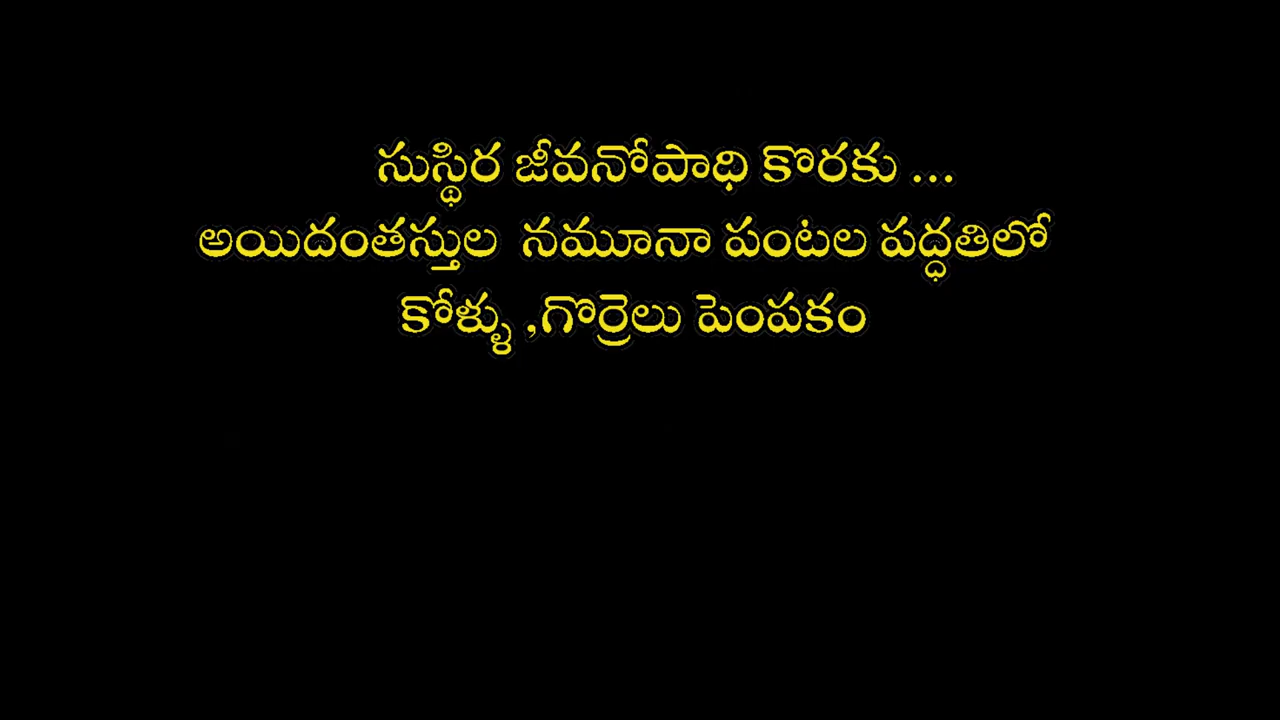 సుస్థిర జీవనోపాధి కొరకు ...
అయిదంతస్తుల నమూనా పంటల పద్ధతిలో
కోళ్ళు ,గొర్రెలు పెంపకం